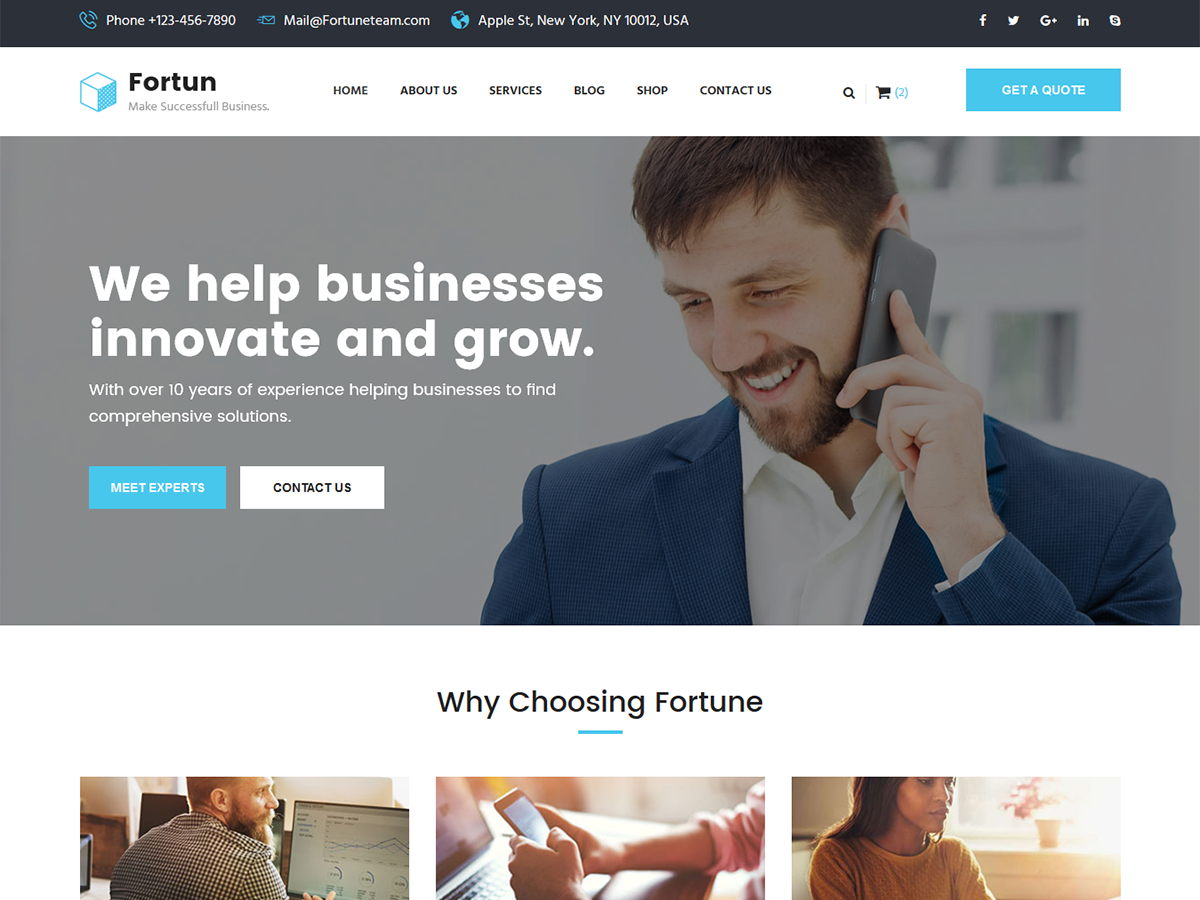 Phone +123-456-7890 Mail@Fortuneteam.com Apple St, New York, NY 10012, USA
Fortun
Make Successfull Business.
HOME ABOUT US SERVICES BLOG SHOP CONTACT US (2) GET A QUOTE
We help businesses
innovate and grow.
With over 10 years of experience helping businesses to find
comprehensive solutions.
MEET EXPERTS CONTACT US
Why Choosing Fortune